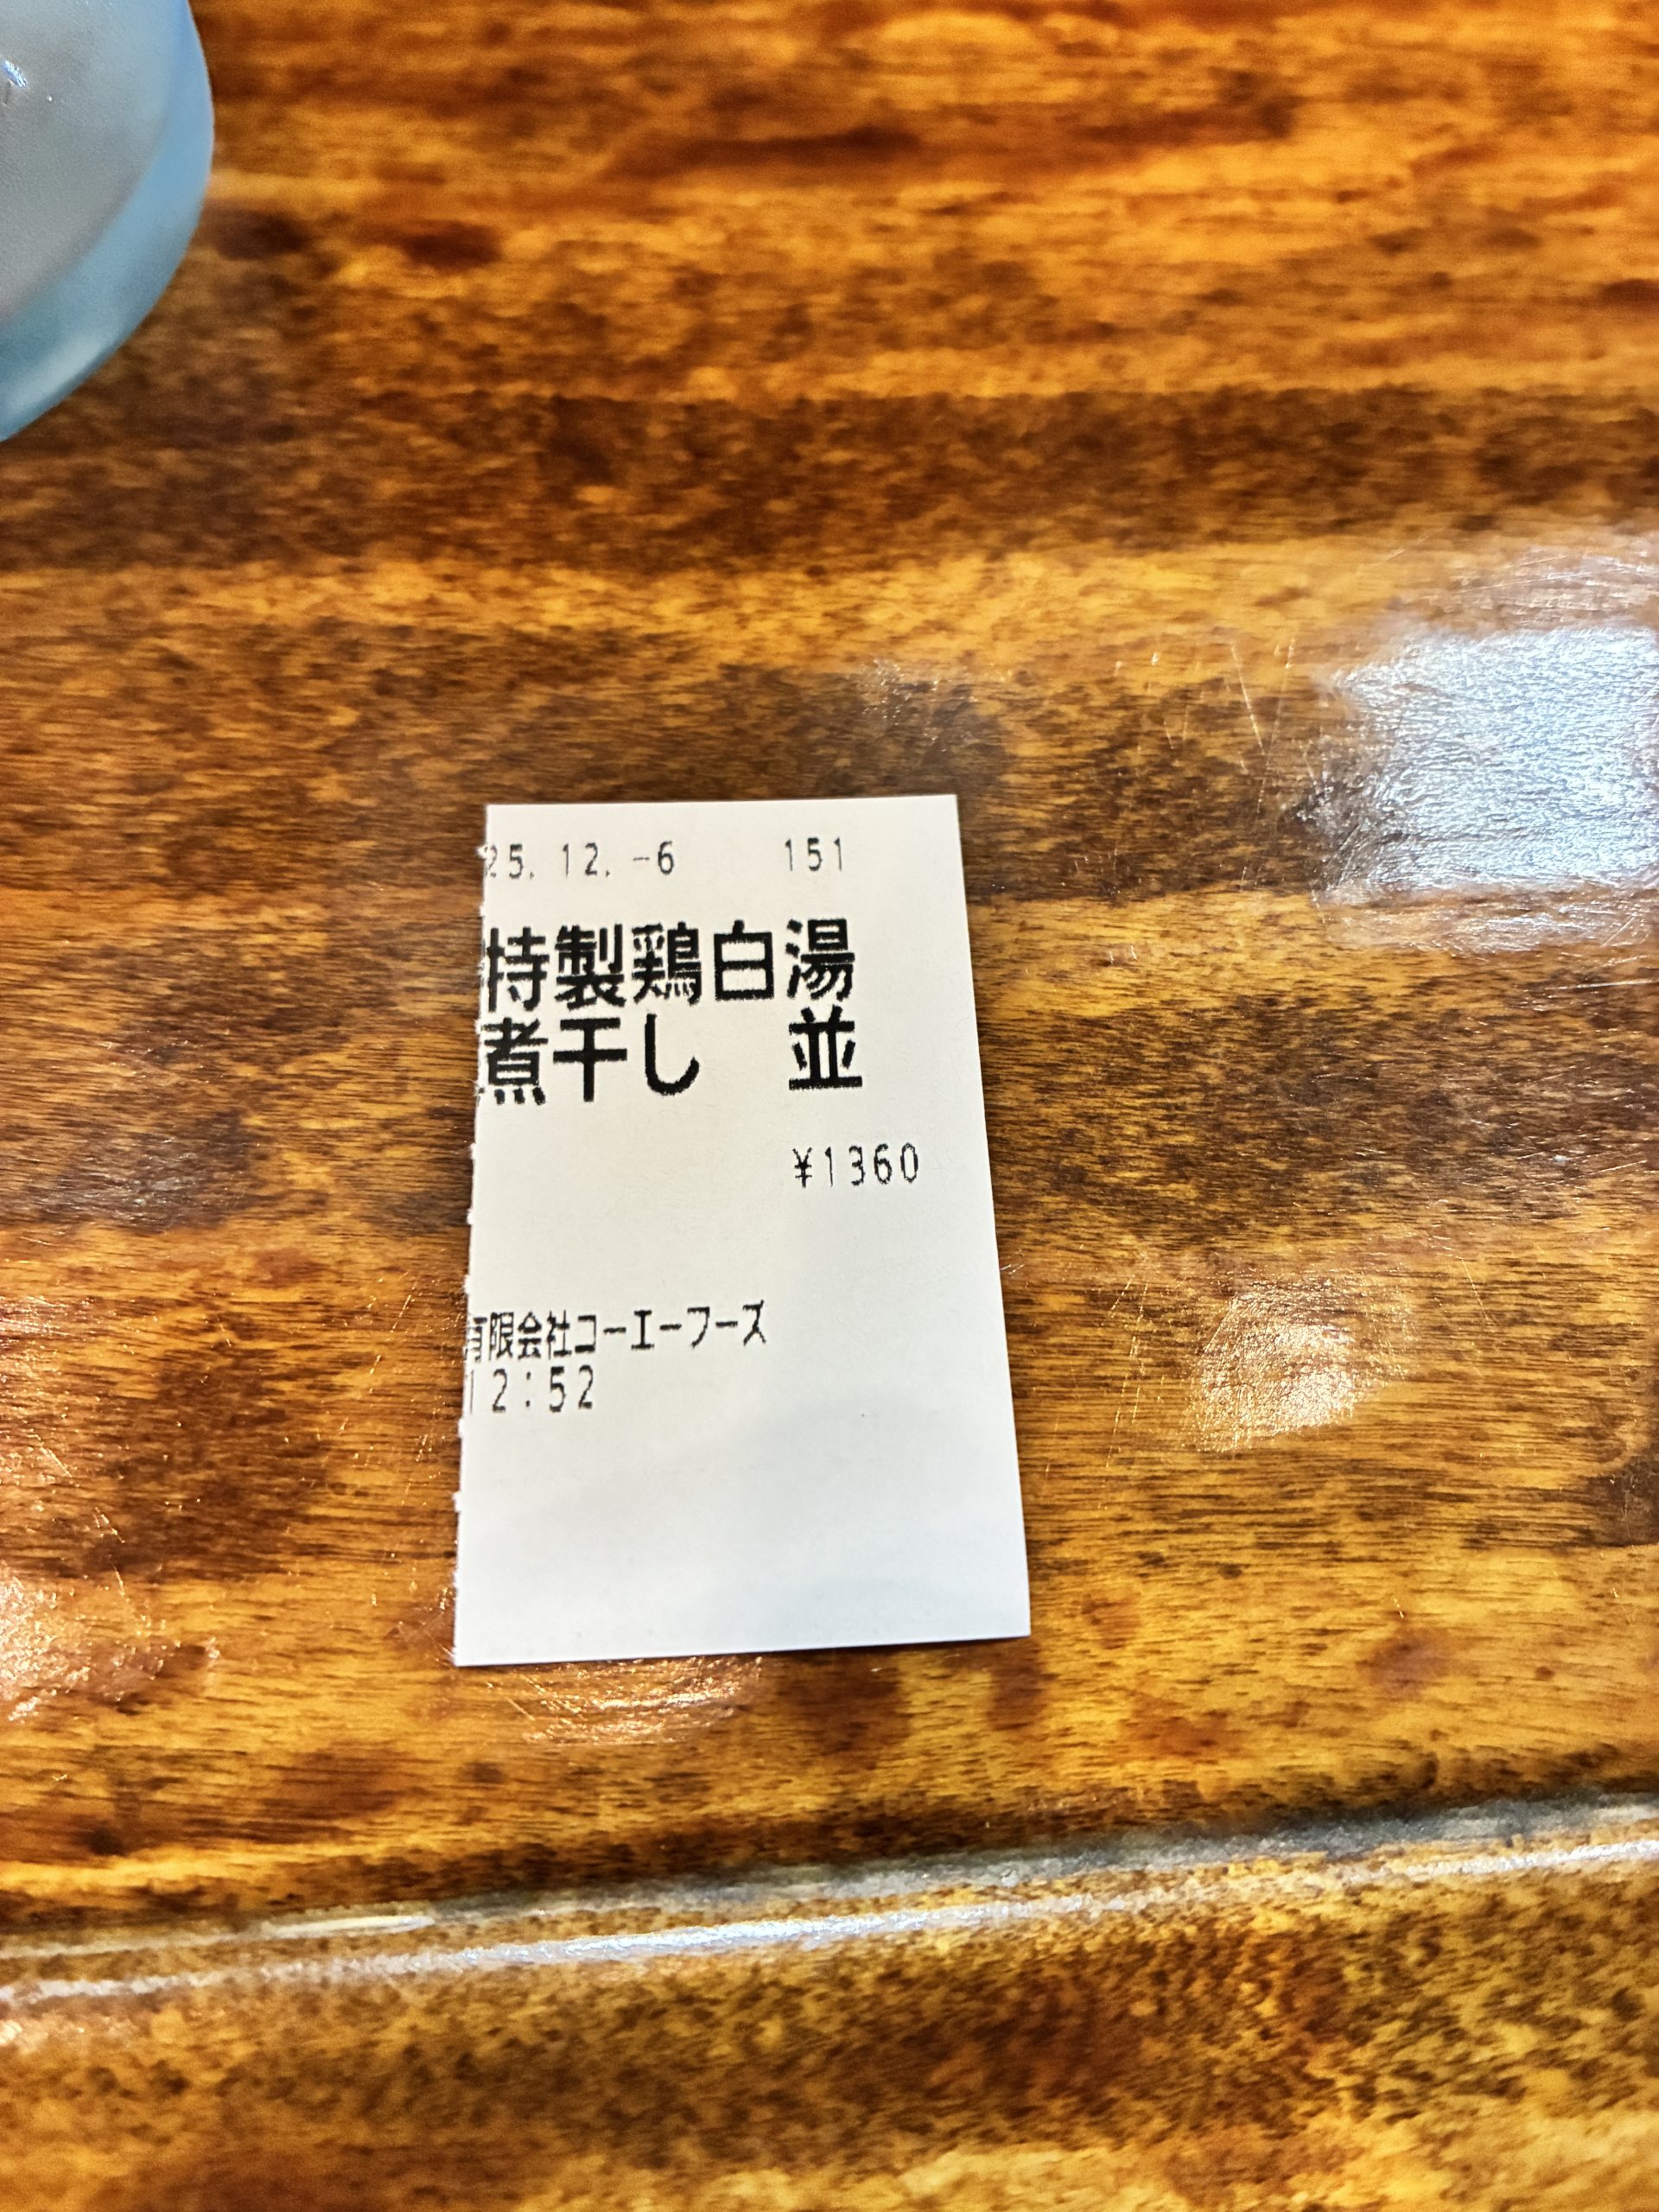 25.12.-6 151
特製鶏白湯
煮干し 並
¥1360
有限会社コーエーフーズ
12:52